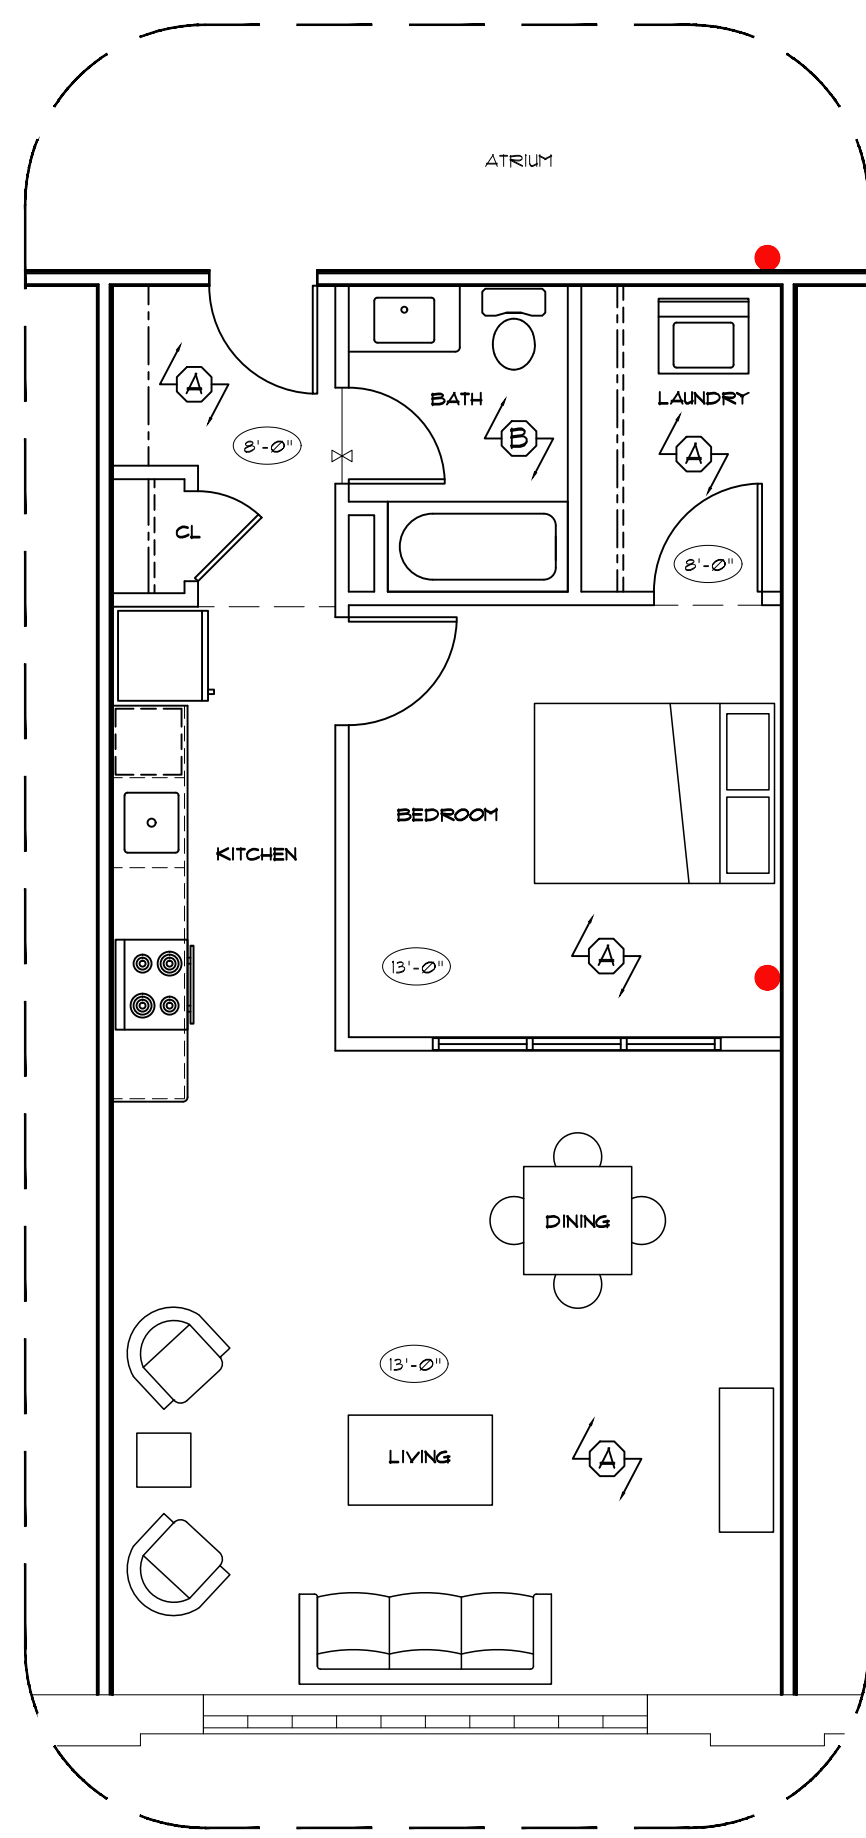 ATRIUM
A
BATH
LAUNDRY
B
8'-0"
A
CL
8'-0"
BEDROOM
KITCHEN
A
13'-0"
DINING
13'-0"
LIVING
A